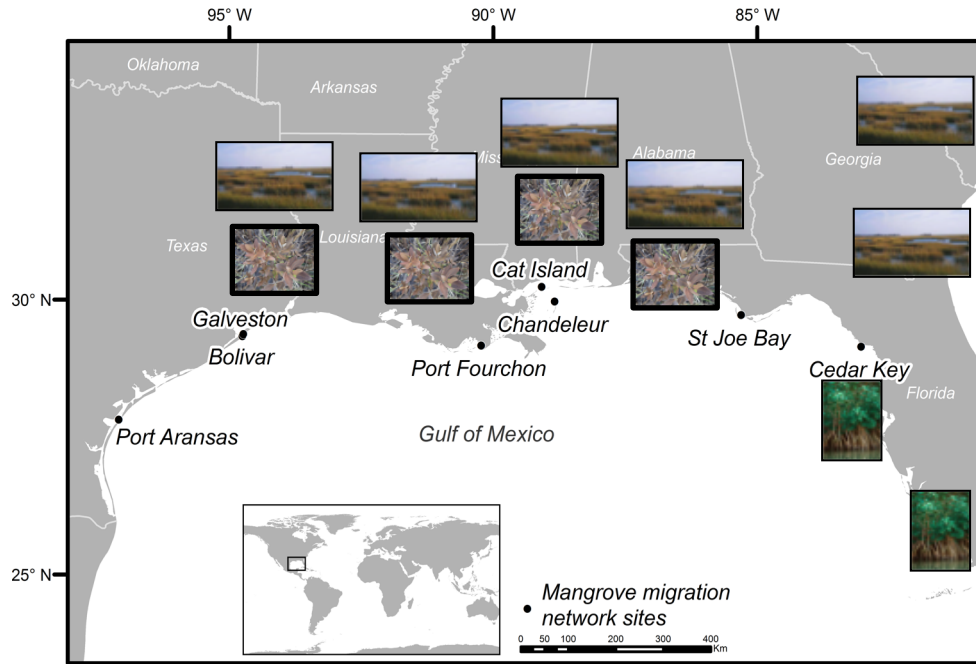 95° W
90° W
85° W
Oklahoma
Arkansas
Miss
Alabama
Georgia
Texas
Louisiana
30° N
Cat Island
Galveston
Chandeleur
Bolivar
Port Fourchon
St Joe Bay
Cedar Key
Florida
Port Aransas
Gulf of Mexico
25° N
Mangrove migration
network sites
0 50 100 200 300 400
Km